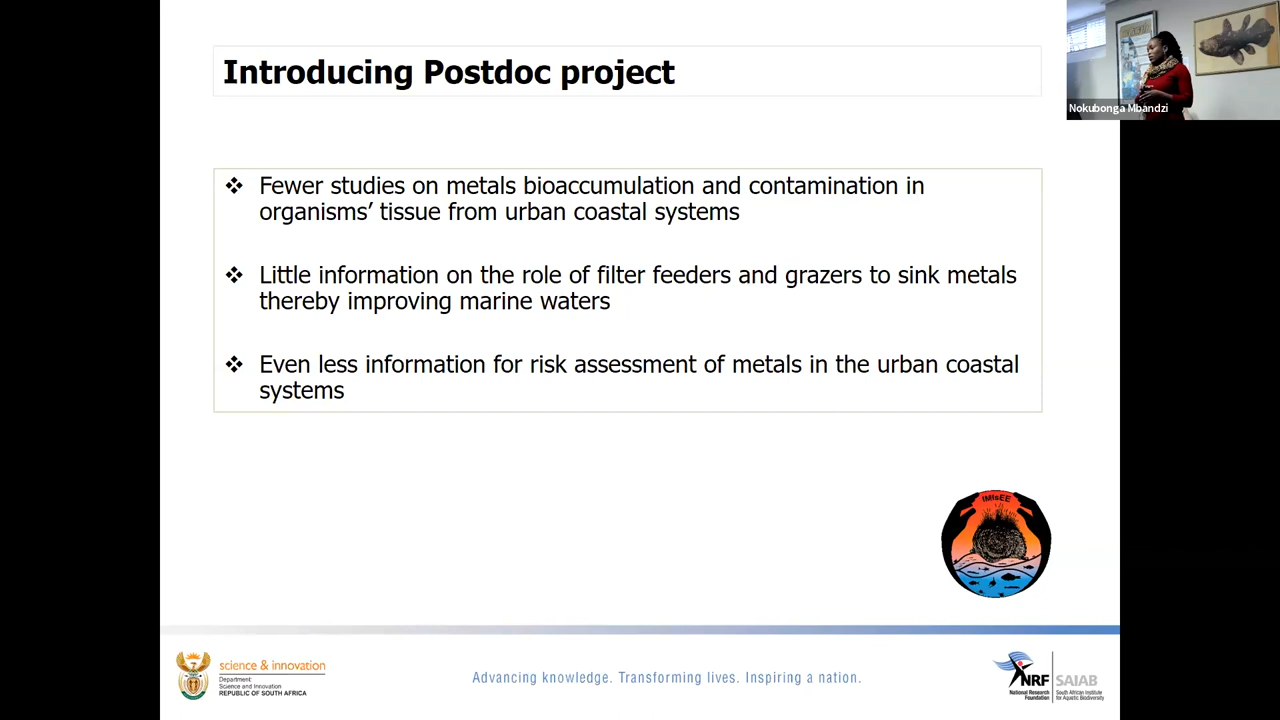 Introducing Postdoc project
Nokubonga Mbandzi
❖ Fewer studies on metals bioaccumulation and contamination in
organisms’ tissue from urban coastal systems
❖ Little information on the role of filter feeders and grazers to sink metals
thereby improving marine waters
❖ Even less information for risk assessment of metals in the urban coastal
systems
IMfsEE
science & innovation
Department:
Science and Innovation
REPUBLIC OF SOUTH AFRICA
Advancing knowledge. Transforming lives. Inspiring a nation.
NRF
National Research
Foundation
SAIAB
South African Institute
for Aquatic Biodiversity